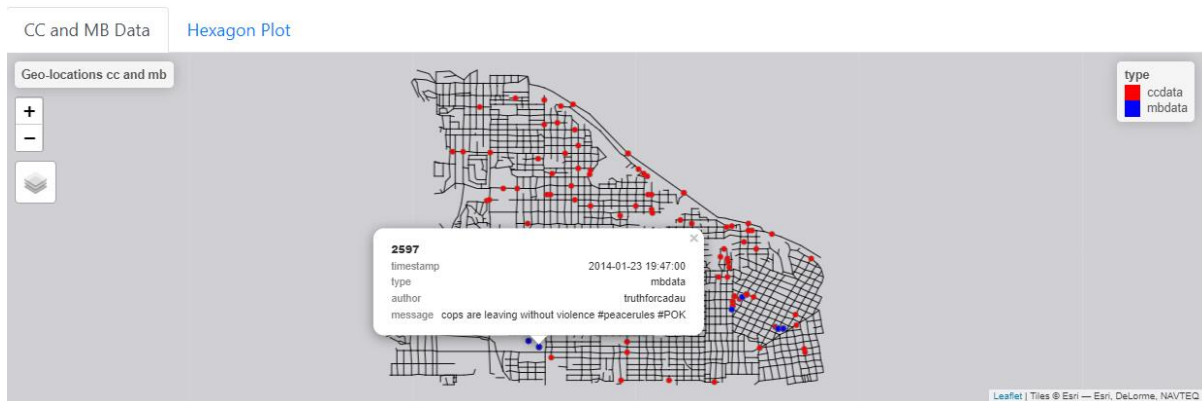 CC and MB Data
Hexagon Plot
Geo-locations cc and mb
+
−
type
ccdata
mbdata
×
2597
timestamp 2014-01-23 19:47:00
type mbdata
author truthforcadau
message cops are leaving without violence #peacerules #POK
Leaflet | Tiles © Esri — Esri, DeLorme, NAVTEQ